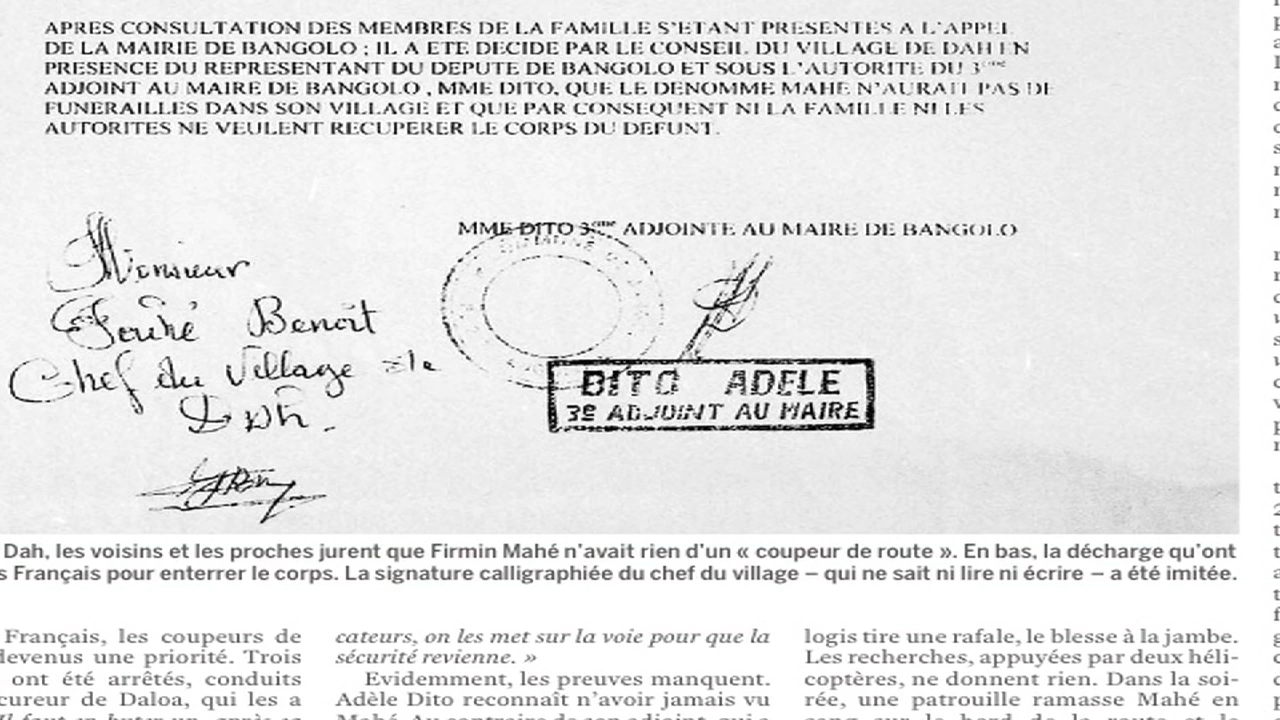 APRES CONSULTATION DES MEMBRES DE LA FAMILLE S'ETANT PRESENTES A L'APPEL
DE LA MAIRIE DE BANGOLO ; IL A ETE DECIDE PAR LE CONSEIL DU VILLAGE DE DAH EN
PRESENCE DU REPRESENTANT DU DEPUTE DE BANGOLO ET SOUS L'AUTORITE DU 3ème
ADJOINT AU MAIRE DE BANGOLO , MME DITO, QUE LE DENOMME MAHE N'AURAIT PAS DE
FUNERAILLES DANS SON VILLAGE ET QUE PAR CONSEQUENT NI LA FAMILLE NI LES
AUTORITES NE VEULENT RECUPERER LE CORPS DU DEFUNT.
MME DITO 3ème ADJOINTE AU MAIRE DE BANGOLO
Monsieur
Benoît
Chef du Village de
Dah.
DITO ADELE
3e ADJOINT AU MAIRE
Dah, les voisins et les proches jurent que Firmin Mahé n'avait rien d'un « coupeur de route ». En bas, la décharge qu'ont
s Français pour enterrer le corps. La signature calligraphiée du chef du village – qui ne sait ni lire ni écrire – a été imitée.
Français, les coupeurs de
devenus une priorité. Trois
ont été arrêtés, conduits
cureur de Daloa, qui les a
cateurs, on les met sur la voie pour que la
sécurité revienne. »
Evidemment, les preuves manquent.
Adèle Dito reconnaît n'avoir jamais vu
logis tire une rafale, le blesse à la jambe.
Les recherches, appuyées par deux héli-
coptères, ne donnent rien. Dans la soi-
rée, une patrouille ramasse Mahé en